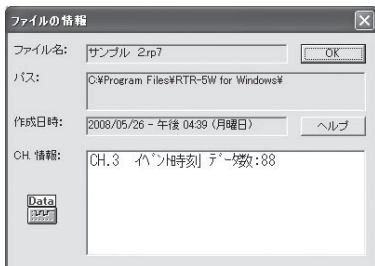 ファイルの情報
ファイル名: サンプル 2.rp7 OK
パス: C:¥Program Files¥RTR-5W for Windows¥
作成日時: 2008/05/26 - 午後 04:39 (月曜日) ヘルプ
CH. 情報: CH.3 イベント時刻」 データ数:88
Data